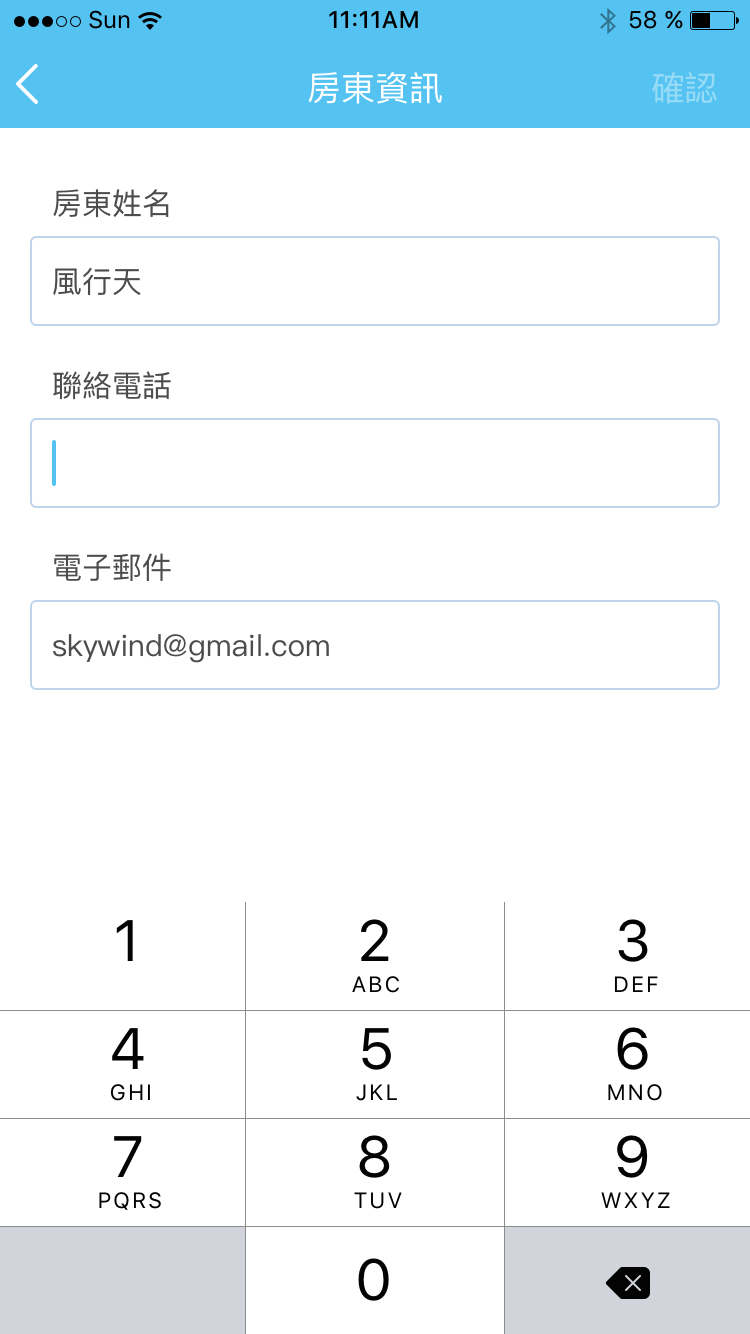 Sun 11:11AM 58 %
房東資訊 確認
房東姓名
風行天
聯絡電話
電子郵件
skywind@gmail.com
1 2 3
ABC DEF
4 5 6
GHI JKL MNO
7 8 9
PQRS TUV WXYZ
0